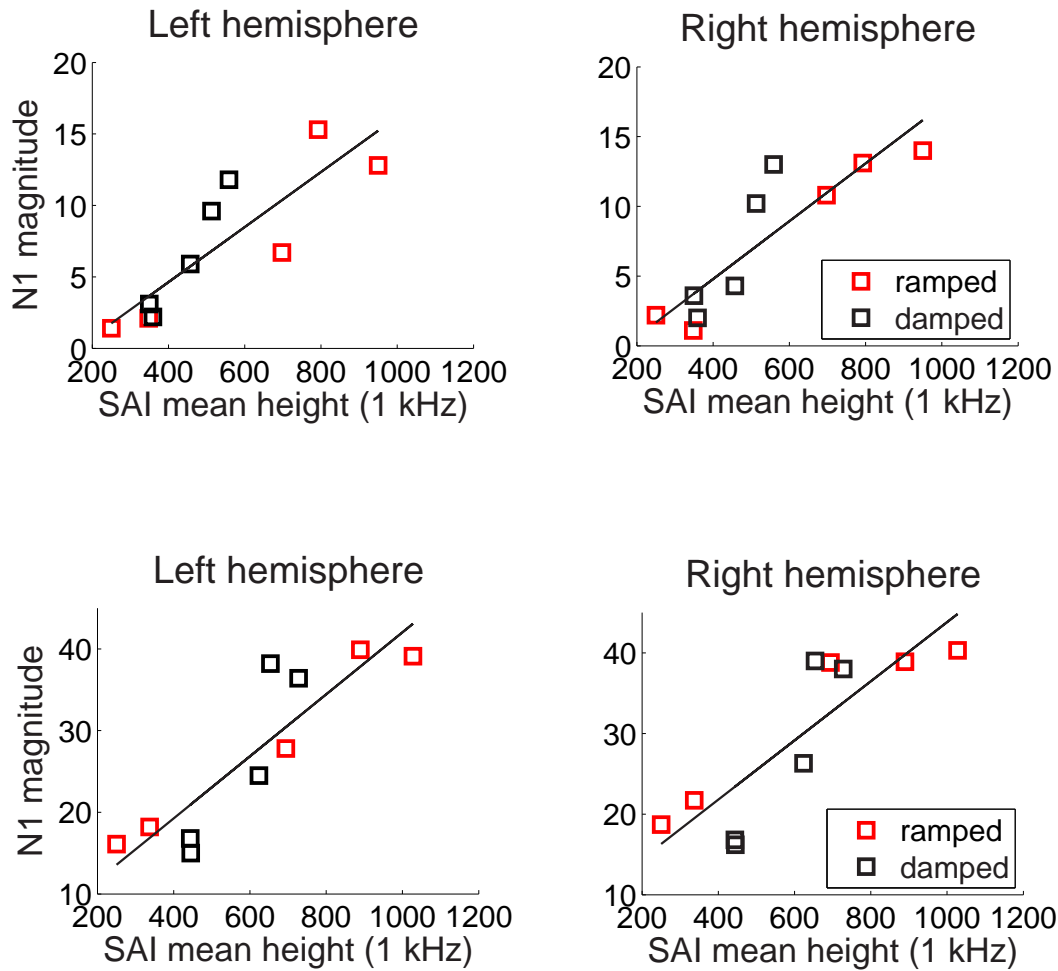 Left hemisphere
N1 magnitude
20
15
10
5
0
200 400 600 800 1000 1200
SAI mean height (1 kHz)
Right hemisphere
20
15
10
5
0
ramped
damped
200 400 600 800 1000 1200
SAI mean height (1 kHz)
Left hemisphere
N1 magnitude
40
30
20
10
200 400 600 800 1000 1200
SAI mean height (1 kHz)
Right hemisphere
40
30
20
10
ramped
damped
200 400 600 800 1000 1200
SAI mean height (1 kHz)